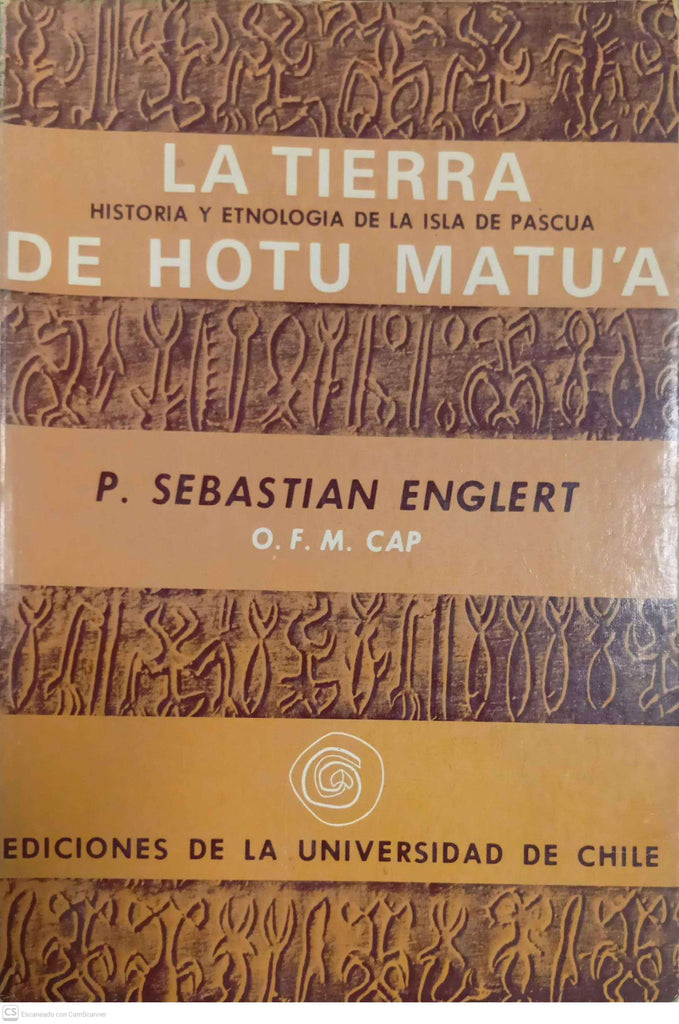 LA TIERRA
HISTORIA Y ETNOLOGIA DE LA ISLA DE PASCUA
DE HOTU MATU'A
P. SEBASTIAN ENGLERT
O. F. M. CAP
EDICIONES DE LA UNIVERSIDAD DE CHILE
CS Escaneado con CamScanner